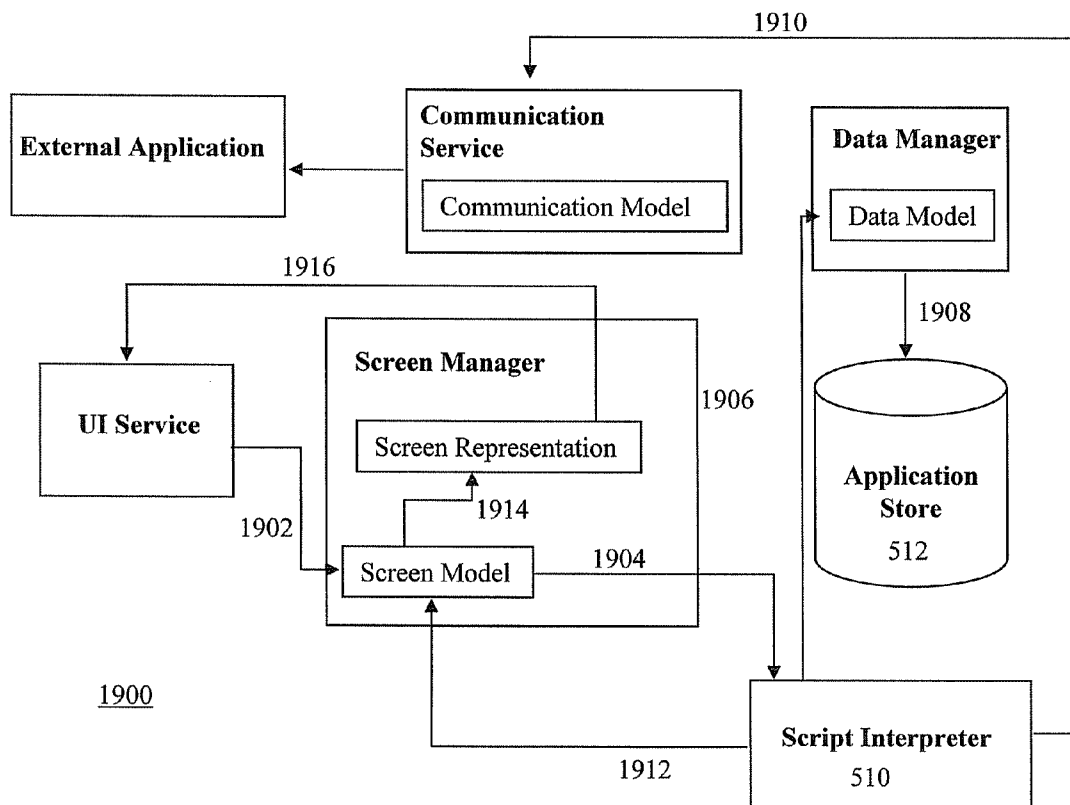 1910
External Application
Communication
Service
Communication Model
Data Manager
Data Model
1916
1908
Screen Manager
1906
UI Service
Screen Representation
Application
Store
512
1914
1902
Screen Model
1904
1900
Script Interpreter
510
1912